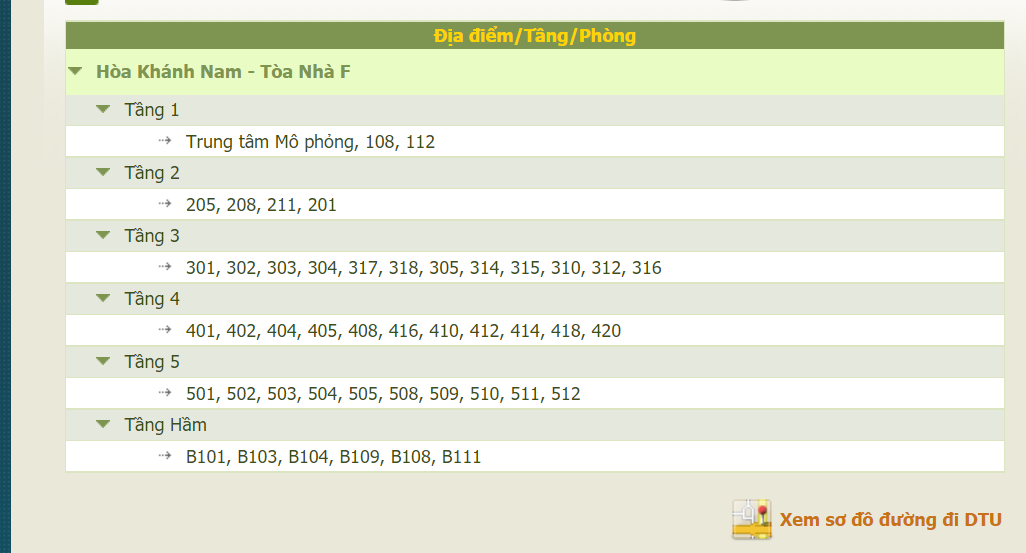 Địa điểm/Tầng/Phòng
Hòa Khánh Nam - Tòa Nhà F
Tầng 1
Trung tâm Mô phỏng, 108, 112
Tầng 2
205, 208, 211, 201
Tầng 3
301, 302, 303, 304, 317, 318, 305, 314, 315, 310, 312, 316
Tầng 4
401, 402, 404, 405, 408, 416, 410, 412, 414, 418, 420
Tầng 5
501, 502, 503, 504, 505, 508, 509, 510, 511, 512
Tầng Hầm
B101, B103, B104, B109, B108, B111
Xem sơ đồ đường đi DTU